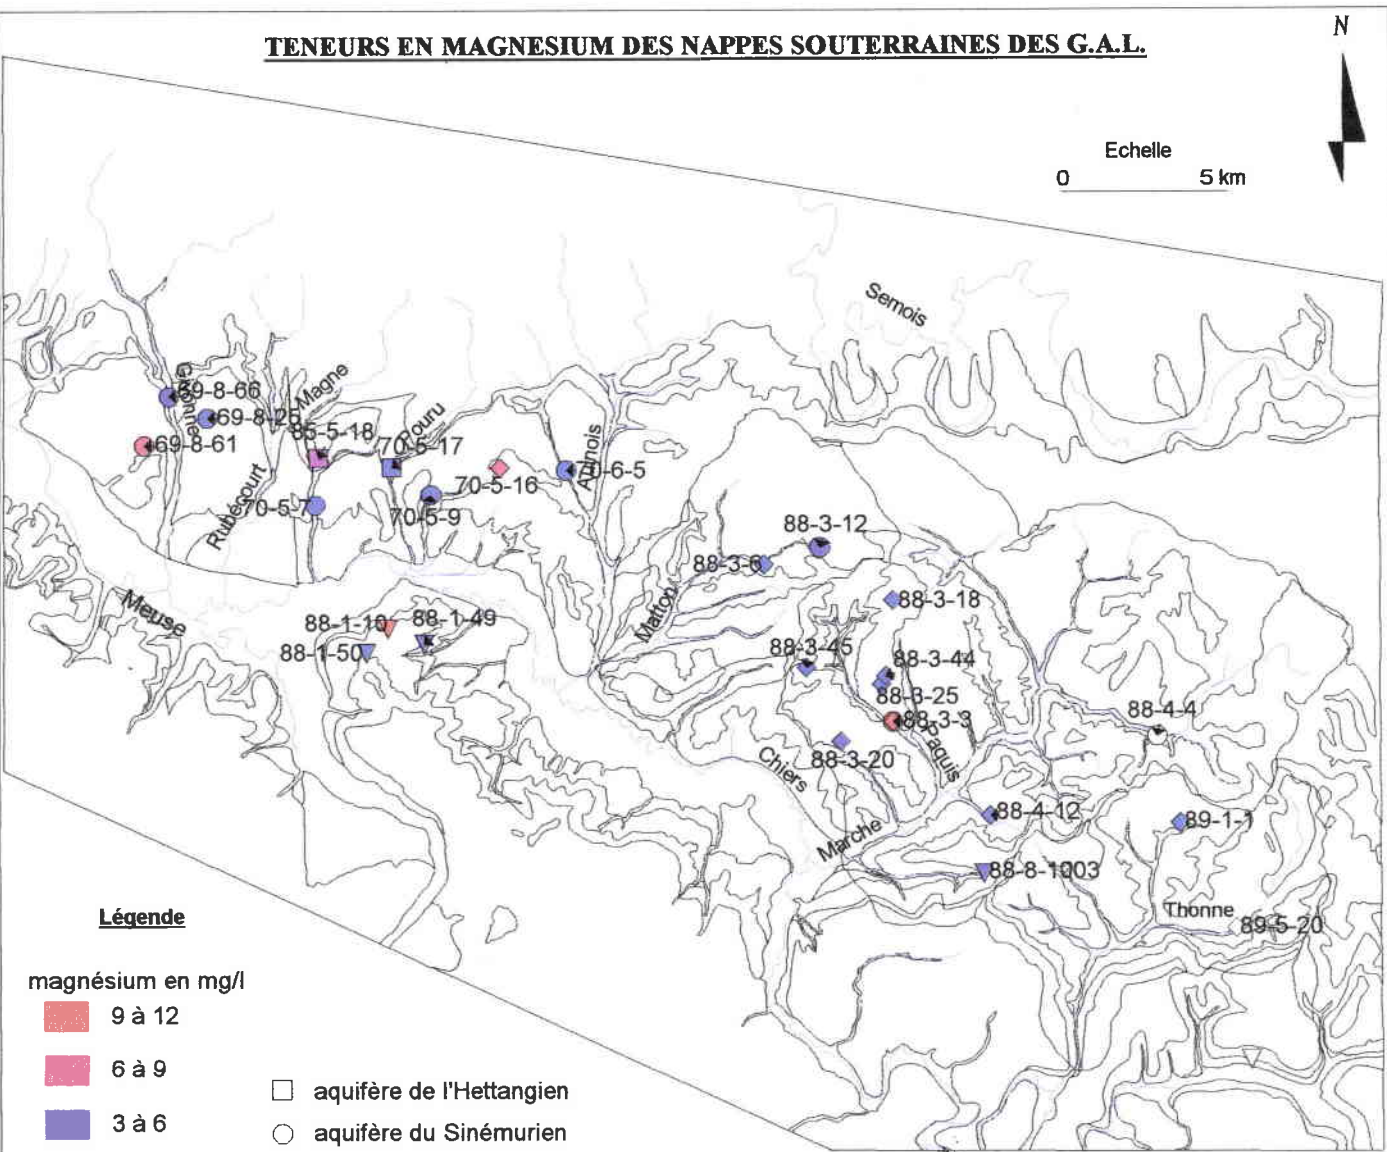 TENEURS EN MAGNESIUM DES NAPPES SOUTERRAINES DES G.A.L.
N
Echelle
0 5 km
Semois
69-8-66
69-8-25
Magne
69-8-61
85-5-18
70-5-17
70-5-16
Aulnois
70-6-5
Rubécourt
70-5-7
70-5-9
88-3-12
88-3-6
Meuse
Matton
88-3-18
88-1-10
88-1-49
88-1-50
88-3-45
88-3-44
88-3-25
88-3-3
88-4-4
Paquis
88-3-20
Chiers
Marche
88-4-12
89-1-1
88-8-1003
Thonne
89-5-20
Légende
magnésium en mg/l
9 à 12
6 à 9
3 à 6
aquifère de l'Hettangien
aquifère du Sinémurien